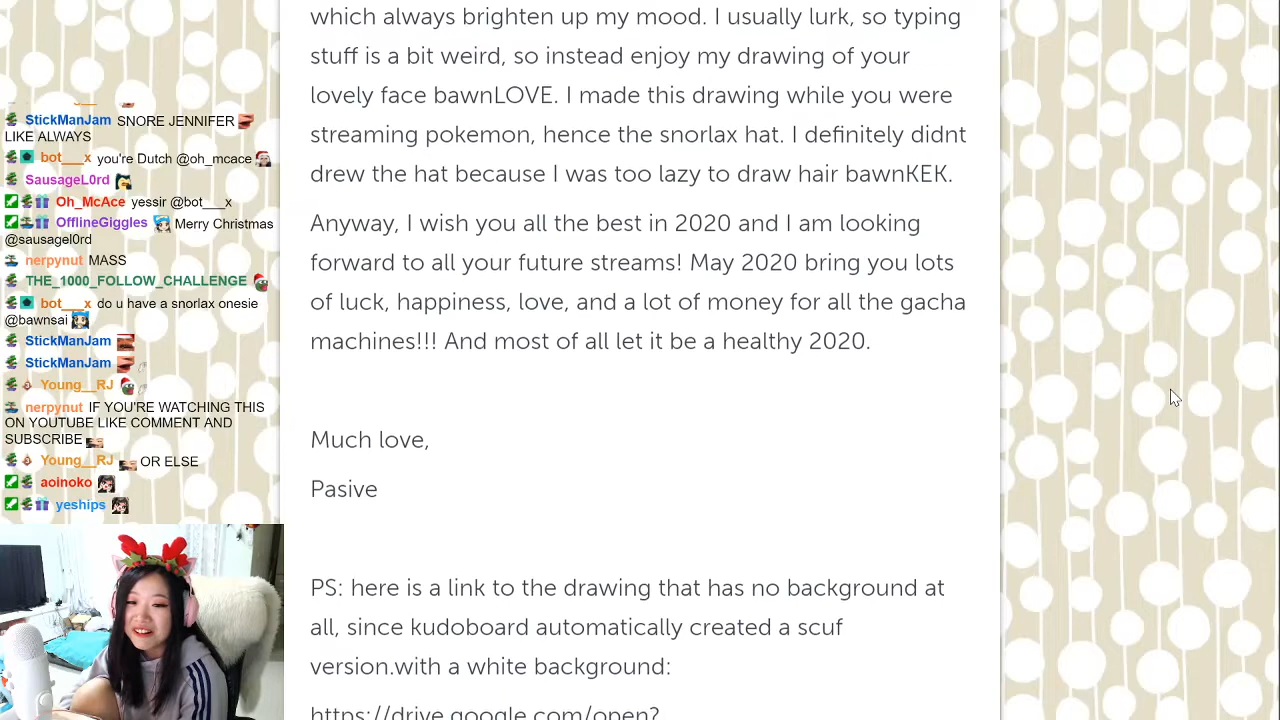 StickManJam SNORE JENNIFER
LIKE ALWAYS
bot___x you're Dutch @oh_mcace
SausageL0rd
Oh_McAce yessir @bot___x
OfflineGiggles Merry Christmas
@sausagel0rd
nerpynut MASS
THE_1000_FOLLOW_CHALLENGE
bot___x do u have a snorlax onesie
@bawnsai
StickManJam
StickManJam
Young__RJ
nerpynut IF YOU'RE WATCHING THIS
ON YOUTUBE LIKE COMMENT AND
SUBSCRIBE
Young__RJ OR ELSE
aoinoko
yeships
which always brighten up my mood. I usually lurk, so typing
stuff is a bit weird, so instead enjoy my drawing of your
lovely face bawnLOVE. I made this drawing while you were
streaming pokemon, hence the snorlax hat. I definitely didnt
drew the hat because I was too lazy to draw hair bawnKEK.
Anyway, I wish you all the best in 2020 and I am looking
forward to all your future streams! May 2020 bring you lots
of luck, happiness, love, and a lot of money for all the gacha
machines!!! And most of all let it be a healthy 2020.
Much love,
Pasive
PS: here is a link to the drawing that has no background at
all, since kudoboard automatically created a scuf
version.with a white background:
https://drive.google.com/open?